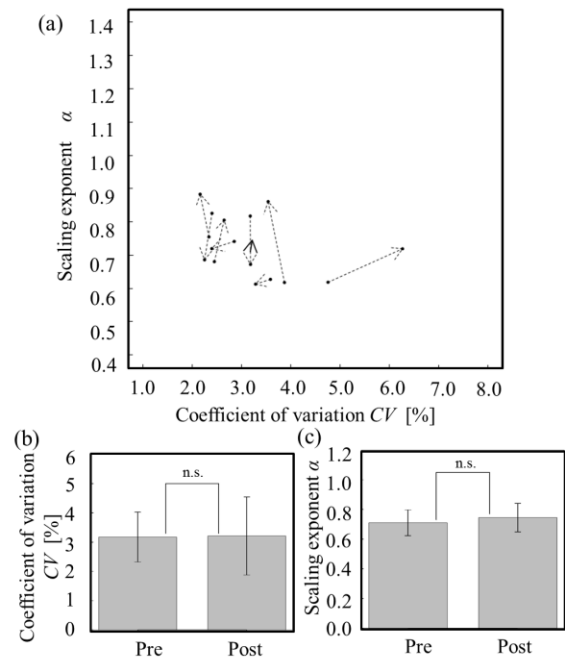 (a)
1.4
1.3
1.2
1.1
1.0
0.9
0.8
0.7
0.6
0.5
0.4
Scaling exponent α
1.0 2.0 3.0 4.0 5.0 6.0 7.0 8.0
Coefficient of variation CV [%]
(b)
6
5
4
3
2
1
0
Coefficient of variation
CV [%]
n.s.
Pre Post
(c)
1.2
1.0
0.8
0.6
0.4
0.2
0.0
Scaling exponent α
n.s.
Pre Post